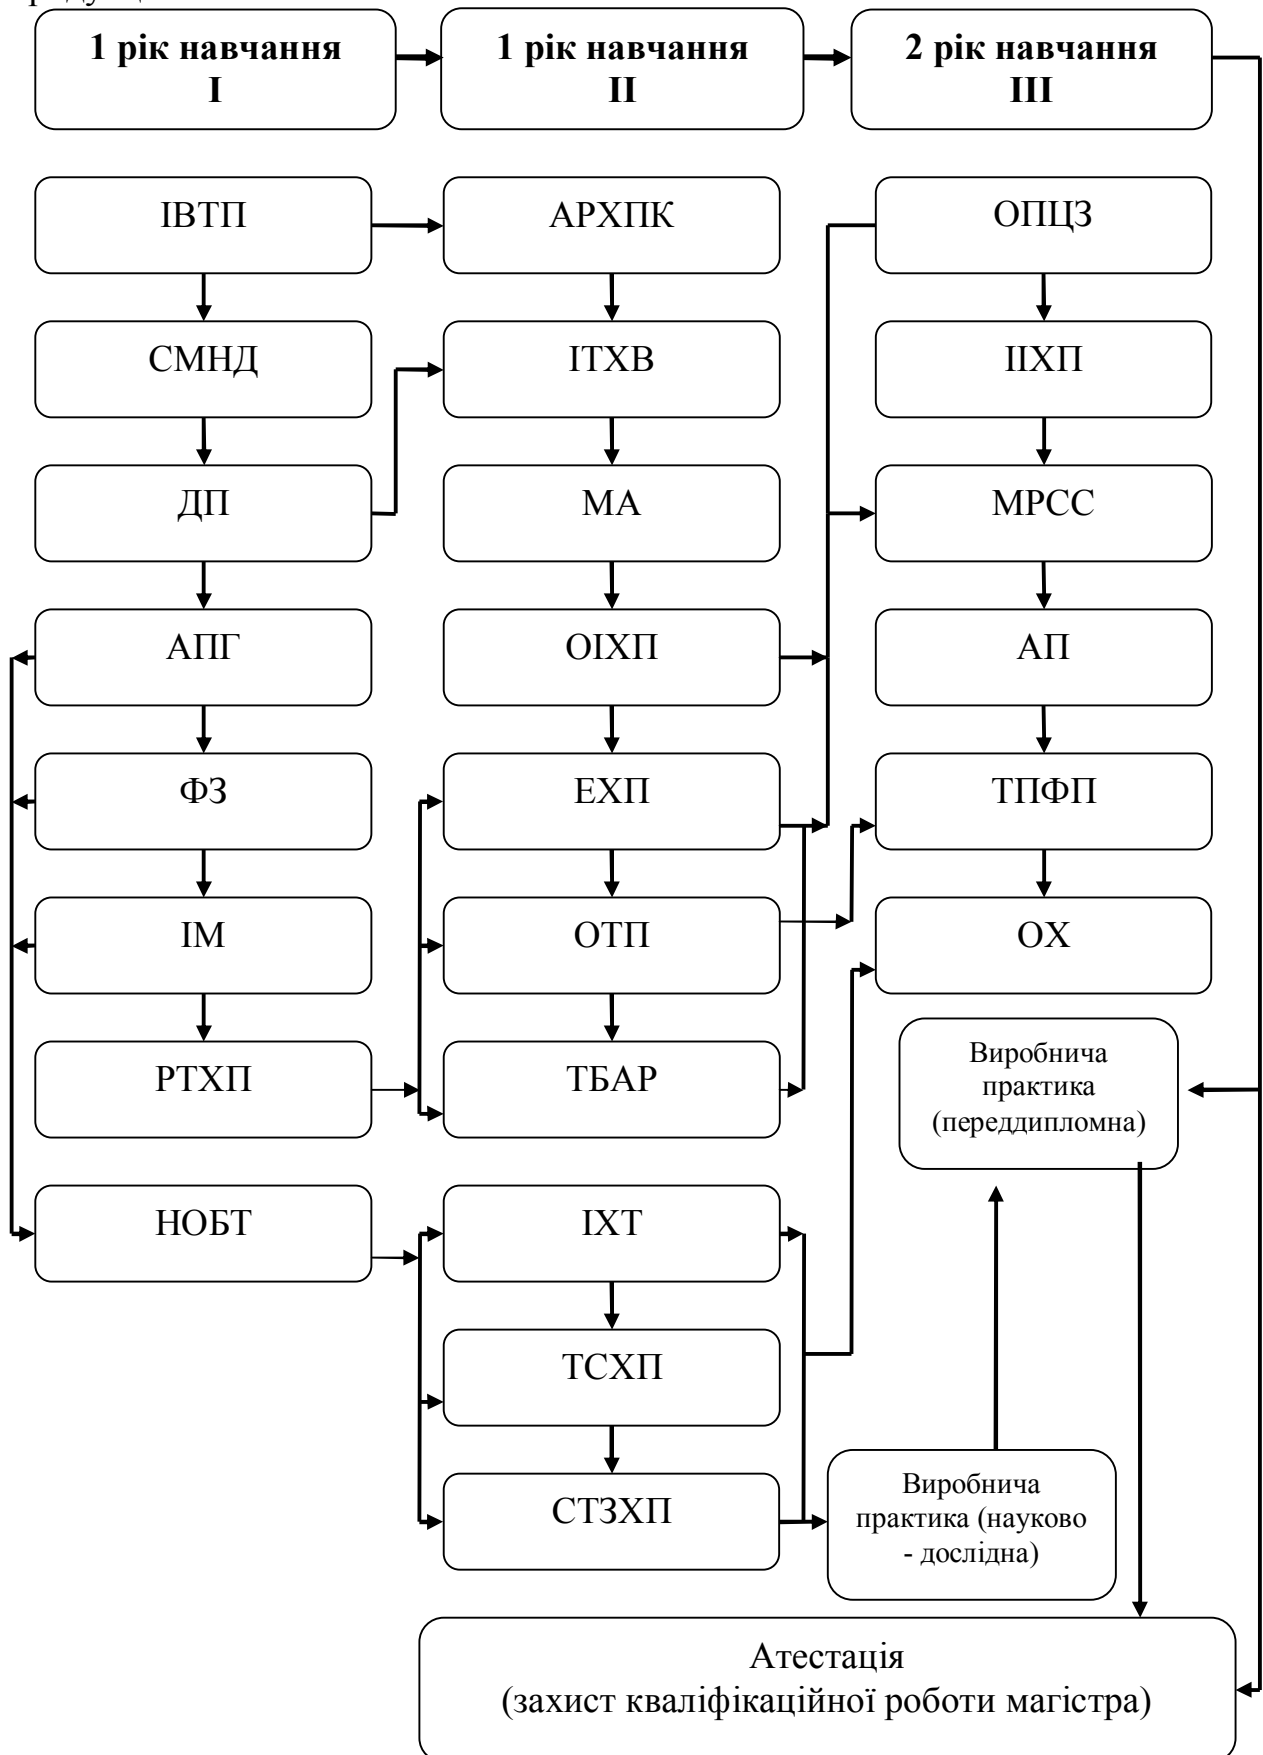 1 рік навчання
I
1 рік навчання
II
2 рік навчання
III
ІВТП
АРХПК
ОПЦЗ
СМНД
ІТХВ
ІІХП
ДП
МА
МРСС
АПГ
ОІХП
АП
ФЗ
ЕХП
ТПФП
ІМ
ОТП
ОХ
РТХП
ТБАР
Виробнича
практика
(переддипломна)
НОБТ
ІХТ
ТСХП
СТЗХП
Виробнича
практика (науково
- дослідна)
Атестація
(захист кваліфікаційної роботи магістра)